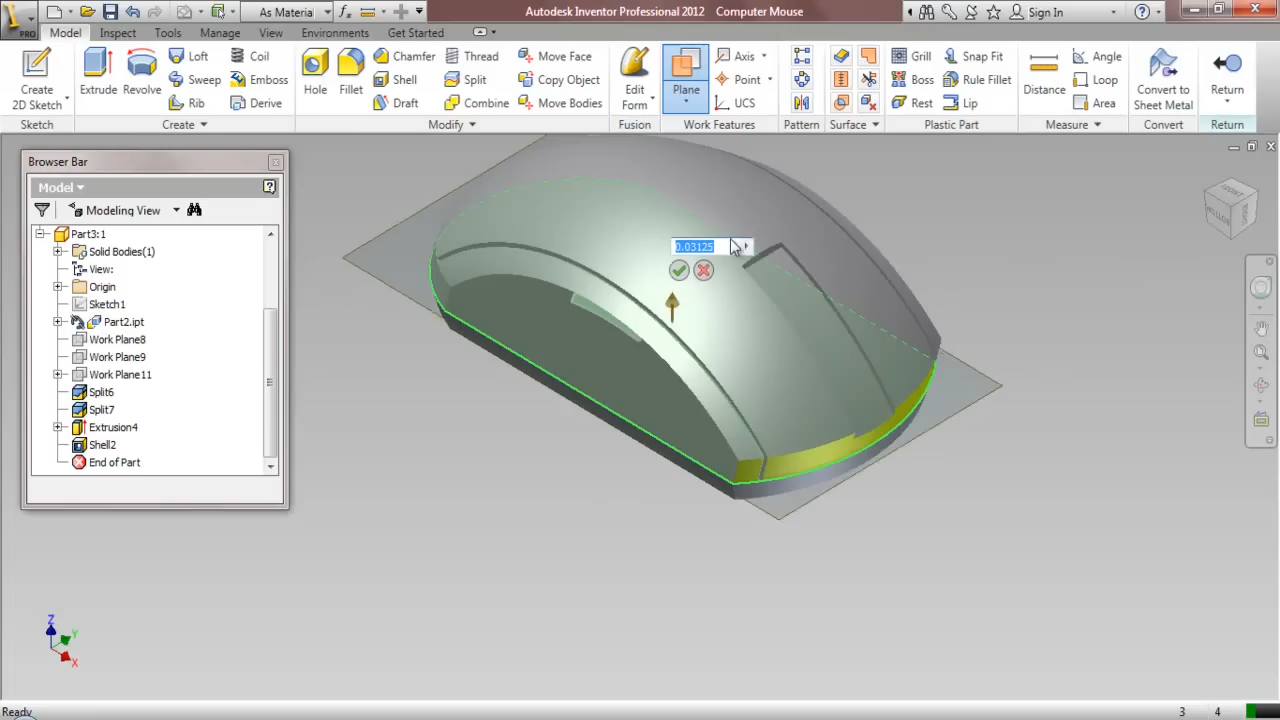 As Material
Autodesk Inventor Professional 2012 Computer Mouse
Sign In
PRO
Model Inspect Tools Manage View Environments Get Started
Create 2D Sketch
Extrude
Revolve
Loft
Sweep
Rib
Coil
Emboss
Derive
Hole
Fillet
Chamfer
Shell
Draft
Thread
Split
Combine
Move Face
Copy Object
Move Bodies
Edit Form
Plane
Axis
Point
UCS
Grill
Boss
Rest
Snap Fit
Rule Fillet
Lip
Distance
Angle
Loop
Area
Convert to Sheet Metal
Return
Sketch Create Modify Fusion Work Features Pattern Surface Plastic Part Measure Convert Return
Browser Bar
Model
Modeling View
Part3:1
Solid Bodies(1)
View:
Origin
Sketch1
Part2.ipt
Work Plane8
Work Plane9
Work Plane11
Split6
Split7
Extrusion4
Shell2
End of Part
0.03125
FRONT
Z
Y
X
Ready
3 4